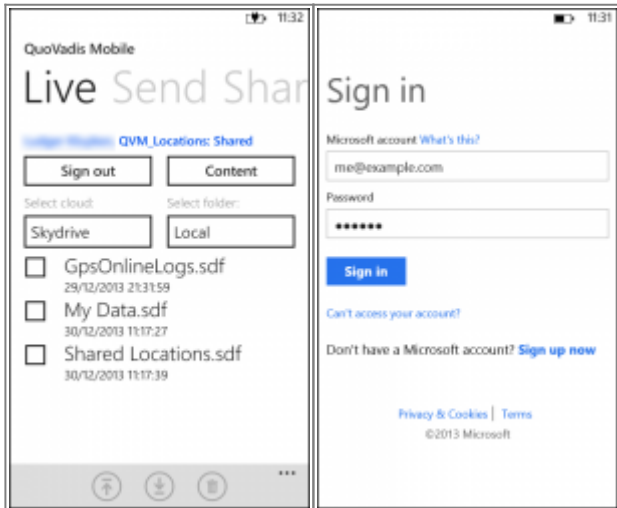 11:32
QuoVadis Mobile
Live Send Shar
QVM_Locations: Shared
Sign out Content
Select cloud: Select folder:
Skydrive Local
GpsOnlineLogs.sdf
29/12/2013 21:31:59
My Data.sdf
30/12/2013 11:17:27
Shared Locations.sdf
30/12/2013 11:17:39
11:31
Sign in
Microsoft account What's this?
me@example.com
Password
Sign in
Can't access your account?
Don't have a Microsoft account? Sign up now
Privacy & Cookies | Terms
©2013 Microsoft